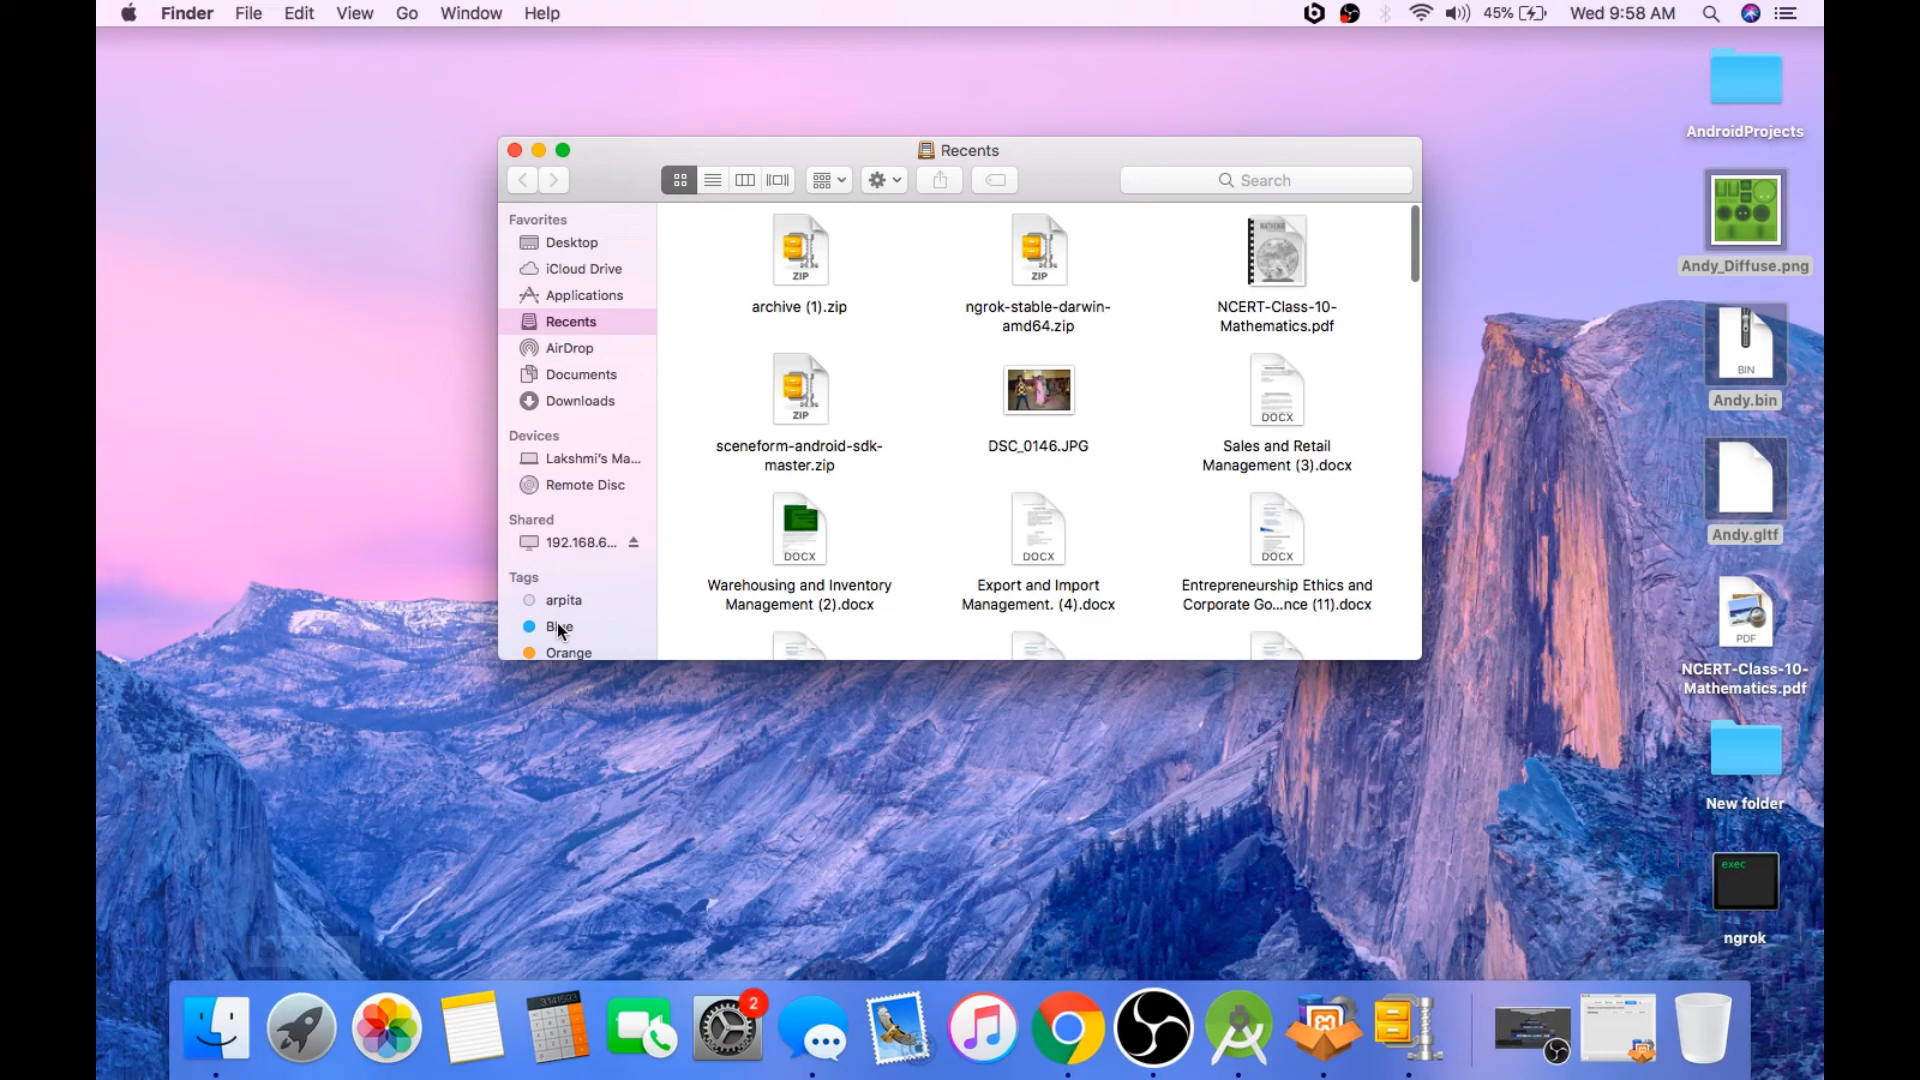 Finder File Edit View Go Window Help
45% Wed 9:58 AM
Recents
Search
Favorites
Desktop
iCloud Drive
Applications
Recents
AirDrop
Documents
Downloads
Devices
Lakshmi's Ma...
Remote Disc
Shared
192.168.6...
Tags
arpita
Blue
Orange
ZIP
archive (1).zip
ZIP
ngrok-stable-darwin-
amd64.zip
NCERT-Class-10-
Mathematics.pdf
ZIP
sceneform-android-sdk-
master.zip
DSC_0146.JPG
DOCX
Sales and Retail
Management (3).docx
DOCX
Warehousing and Inventory
Management (2).docx
DOCX
Export and Import
Management. (4).docx
DOCX
Entrepreneurship Ethics and
Corporate Go...nce (11).docx
AndroidProjects
Andy_Diffuse.png
BIN
Andy.bin
Andy.gltf
PDF
NCERT-Class-10-
Mathematics.pdf
New folder
exec
ngrok
3.141593
2